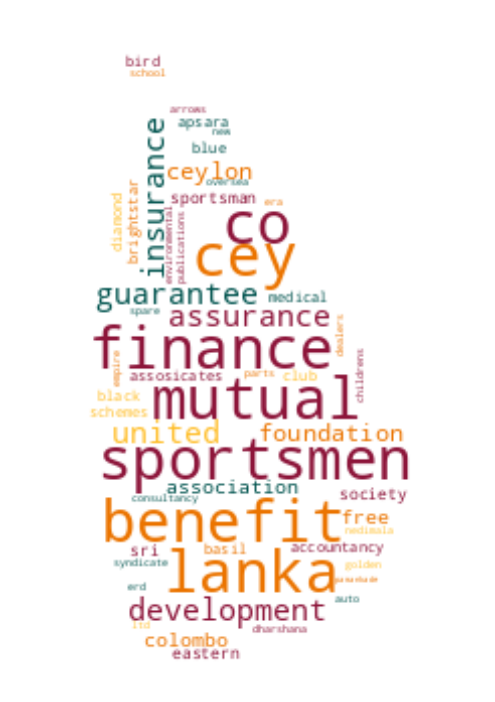 bird
school
arrows
apsara
new
insurance
blue
ceylon
oversea
sportsman
era
diamond
brightstar
environmental
publications
co
cey
guarantee
medical
spare
assurance
dealers
finance
empire
assosicates
parts
club
childrens
mutual
black
schemes
united
foundation
sportsmen
association
society
consultancy
benefit
free
nedimala
sri
basil
accountancy
syndicate
lanka
golden
erd
auto
development
ltd
dharshana
colombo
eastern